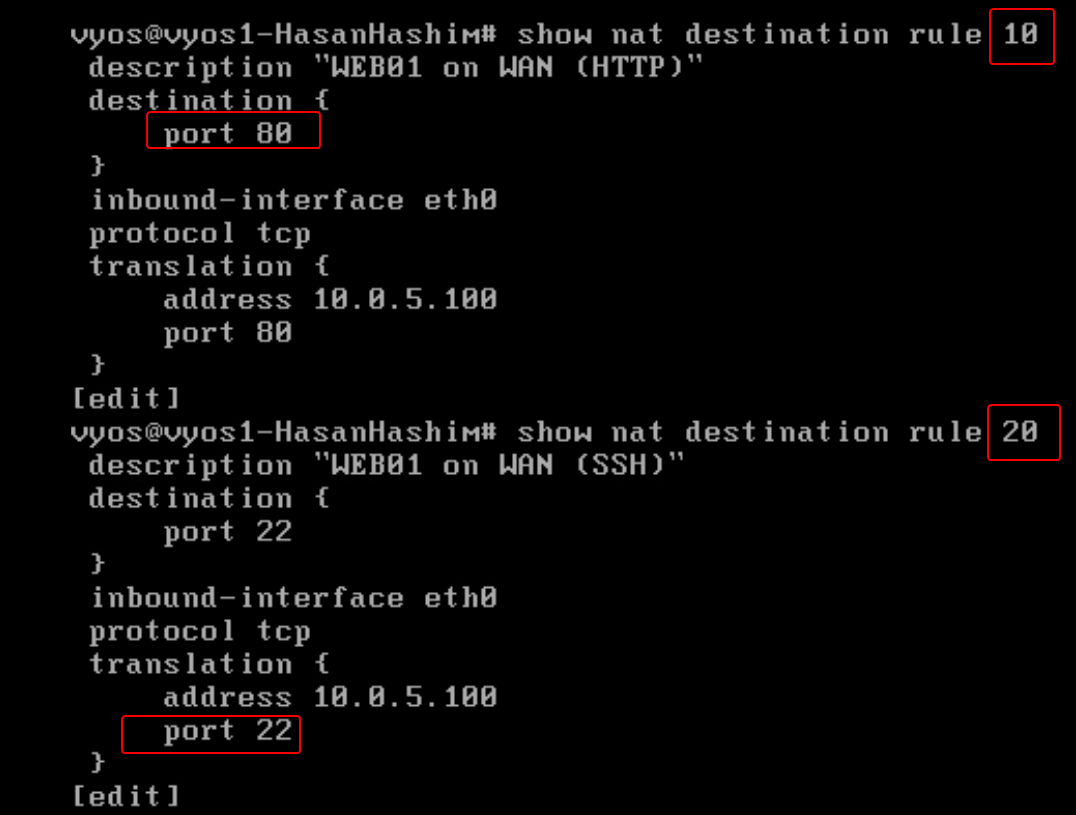 vyos@vyos1-HasanHashim# show nat destination rule 10
description "WEB01 on WAN (HTTP)"
destination {
port 80
}
inbound-interface eth0
protocol tcp
translation {
address 10.0.5.100
port 80
}
[edit]
vyos@vyos1-HasanHashim# show nat destination rule 20
description "WEB01 on WAN (SSH)"
destination {
port 22
}
inbound-interface eth0
protocol tcp
translation {
address 10.0.5.100
port 22
}
[edit]